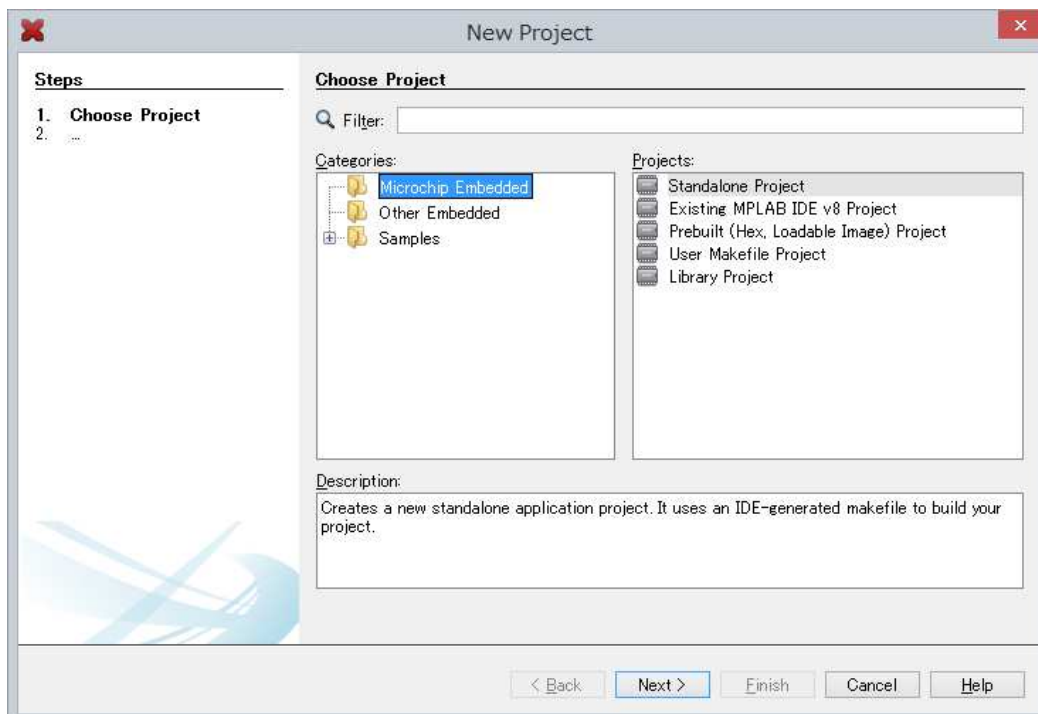 New Project
Steps
1. Choose Project
2. ...
Choose Project
Filter:
Categories:
Microchip Embedded
Other Embedded
Samples
Projects:
Standalone Project
Existing MPLAB IDE v8 Project
Prebuilt (Hex, Loadable Image) Project
User Makefile Project
Library Project
Description:
Creates a new standalone application project. It uses an IDE-generated makefile to build your
project.
< Back
Next >
Finish
Cancel
Help